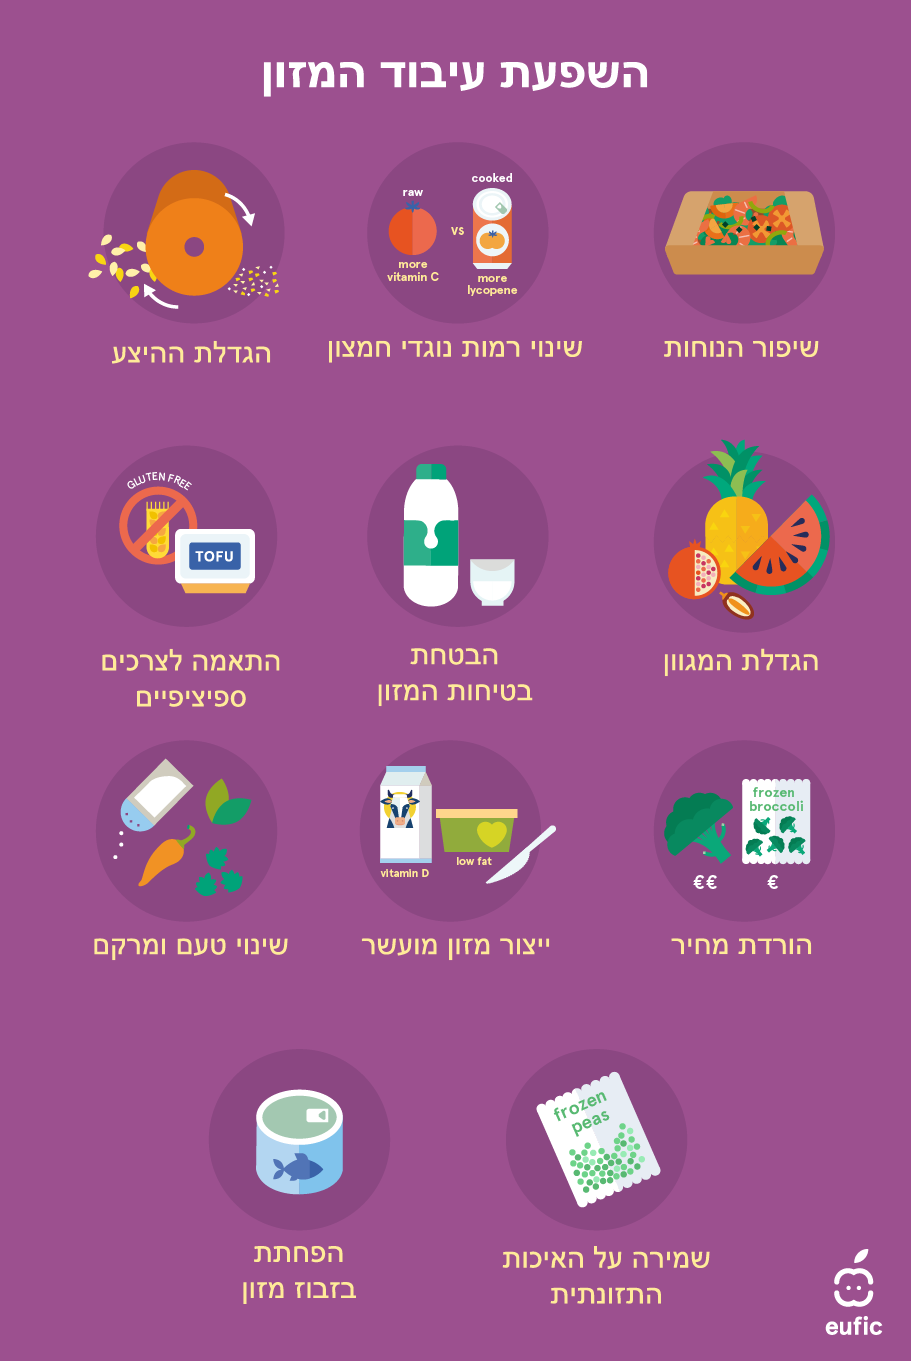 השפעת עיבוד המזון
שיפור הנוחות
raw
more
vitamin C
vs
cooked
more
lycopene
שינוי רמות נוגדי חמצון
הגדלת ההיצע
הגדלת המגוון
הבטחת
בטיחות המזון
GLUTEN FREE
TOFU
התאמה לצרכים
ספיציפיים
frozen
broccoli
€€
€
הורדת מחיר
vitamin D
low fat
ייצור מזון מועשר
שינוי טעם ומרקם
frozen
peas
שמירה על האיכות
התזונתית
הפחתת
בזבוז מזון
eufic